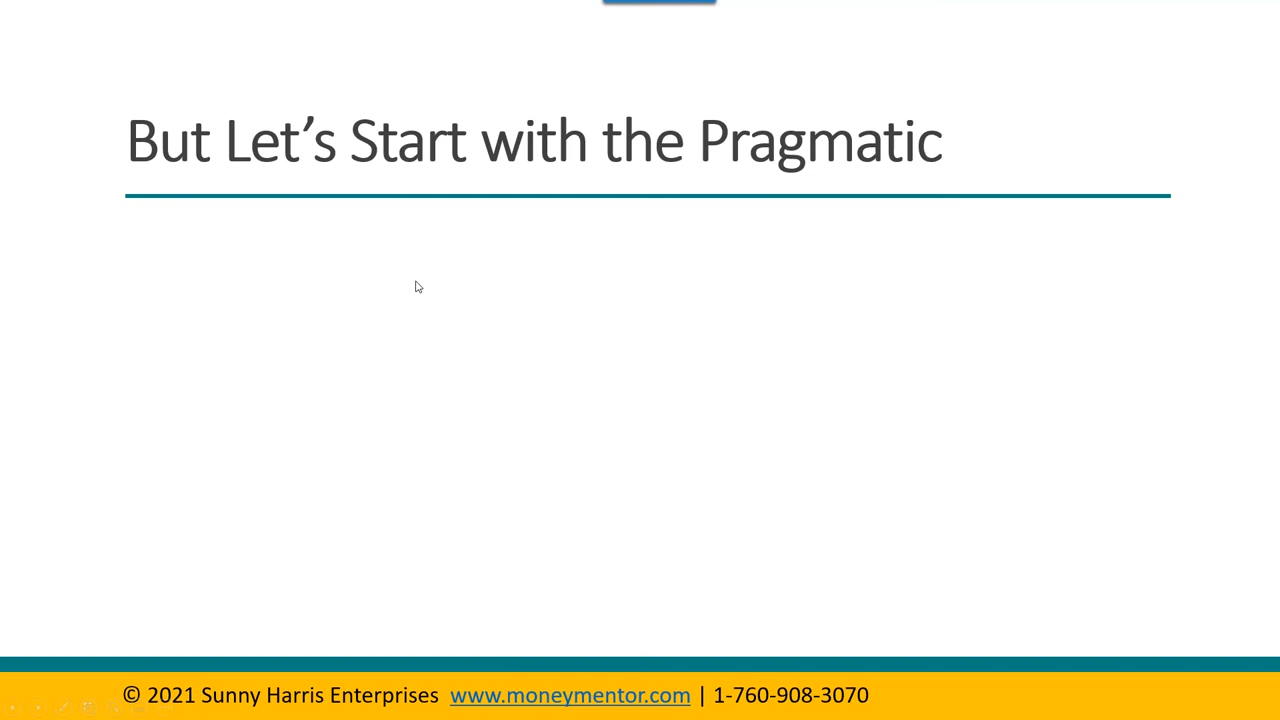 But Let’s Start with the Pragmatic
© 2021 Sunny Harris Enterprises www.moneymentor.com | 1-760-908-3070